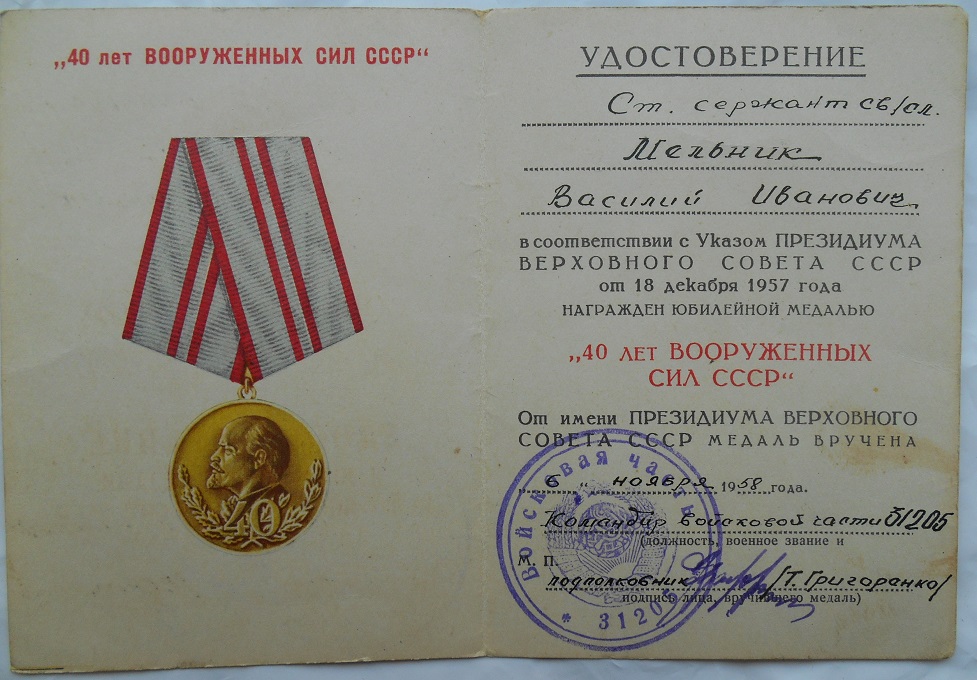 „40 лет ВООРУЖЕННЫХ СИЛ СССР“
УДОСТОВЕРЕНИЕ
Ст. сержант св/сл.
Мельник
Василий Иванович
в соответствии с Указом ПРЕЗИДИУМА
ВЕРХОВНОГО СОВЕТА СССР
от 18 декабря 1957 года
НАГРАЖДЕН ЮБИЛЕЙНОЙ МЕДАЛЬЮ
„40 ЛЕТ ВООРУЖЕННЫХ
СИЛ СССР“
От имени ПРЕЗИДИУМА ВЕРХОВНОГО
СОВЕТА СССР МЕДАЛЬ ВРУЧЕНА
„6“ ноября 1958 года.
Командир войсковой части 31205
(должность, военное звание и
М. П.
подполковник /Т. Григоренко/
подпись лица, вручившего медаль)
Войсковая часть
* 31205 *
40